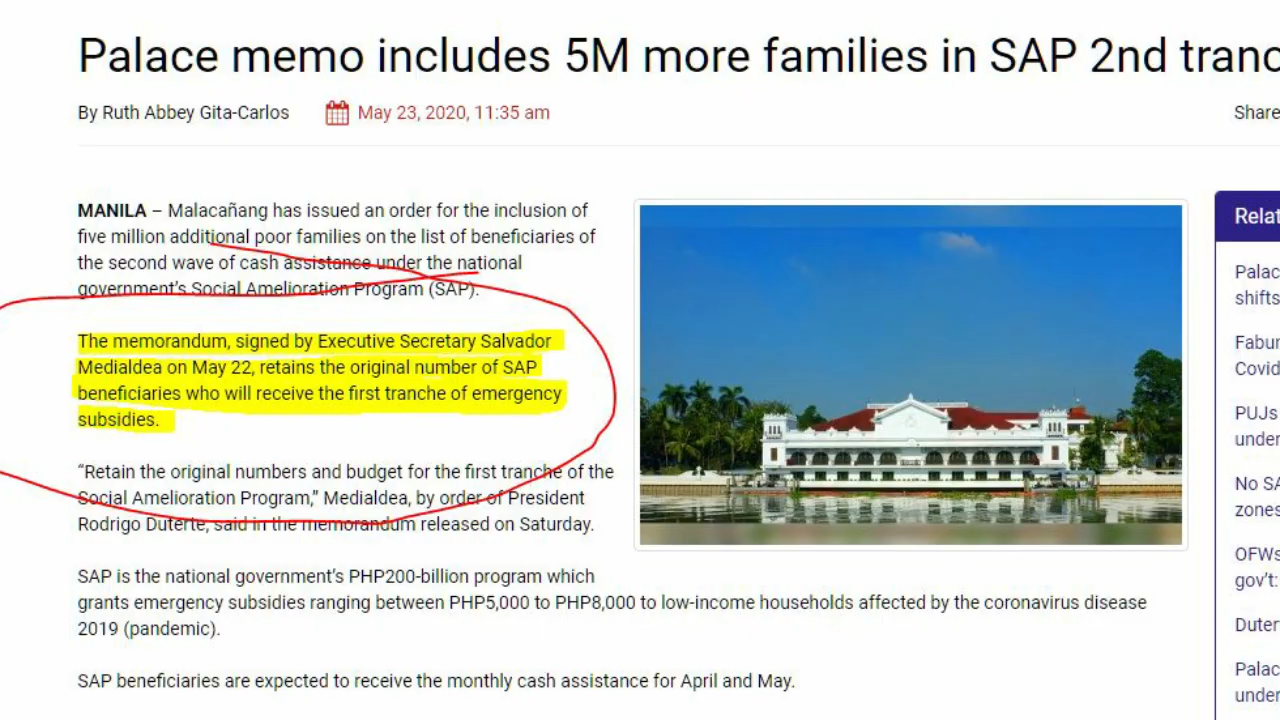 Palace memo includes 5M more families in SAP 2nd
By Ruth Abbey Gita-Carlos
May 23, 2020, 11:35 am
Share
MANILA – Malacañang has issued an order for the inclusion of
five million additional poor families on the list of beneficiaries of
the second wave of cash assistance under the national
government's Social Amelioration Program (SAP).
The memorandum, signed by Executive Secretary Salvador
Medialdea on May 22, retains the original number of SAP
beneficiaries who will receive the first tranche of emergency
subsidies.
“Retain the original numbers and budget for the first tranche of the
Social Amelioration Program,” Medialdea, by order of President
Rodrigo Duterte, said in the memorandum released on Saturday.
SAP is the national government's PHP200-billion program which
grants emergency subsidies ranging between PHP5,000 to PHP8,000 to low-income households affected by the coronavirus disease
2019 (pandemic).
SAP beneficiaries are expected to receive the monthly cash assistance for April and May.
Relat
Palac
shifts
Fabun
Covid
PUJs
under
No SA
zones
OFWs
gov't:
Duter
Palac
under